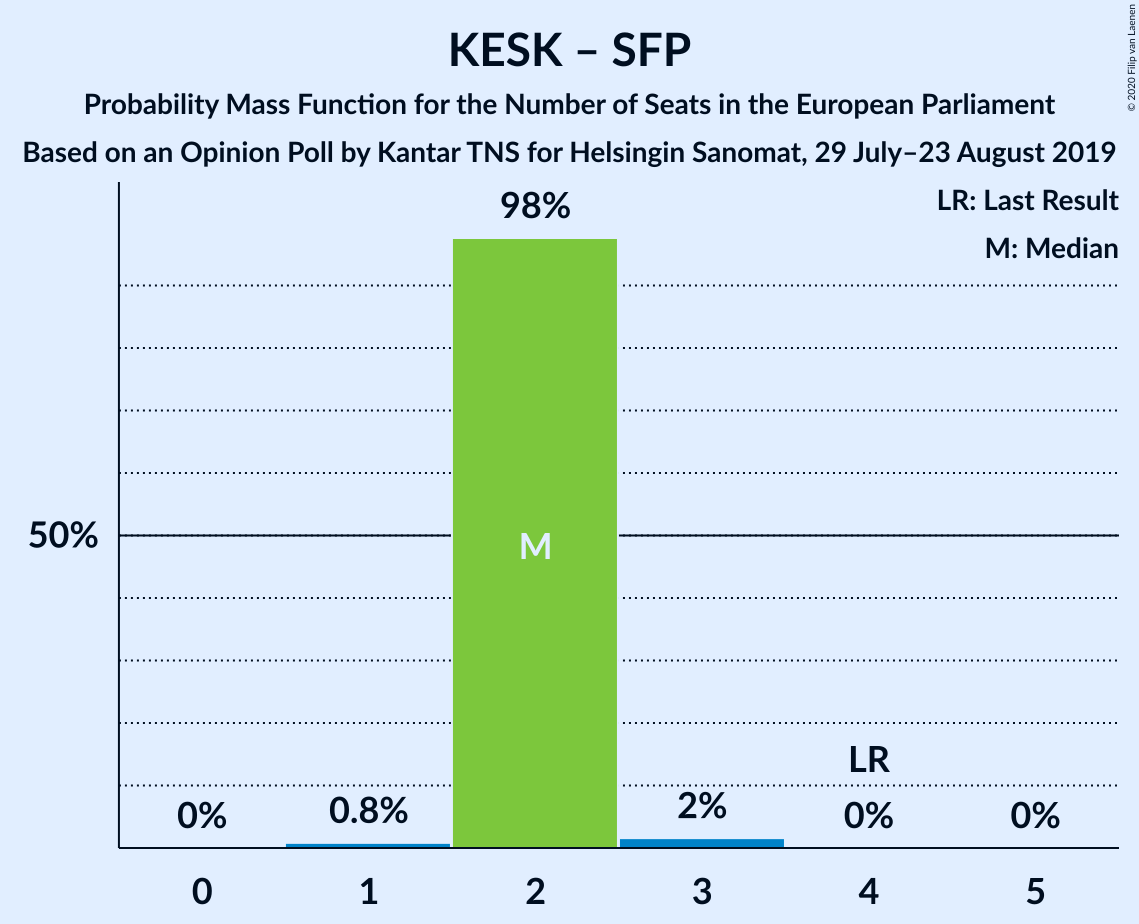 KESK – SFP
Probability Mass Function for the Number of Seats in the European Parliament
Based on an Opinion Poll by Kantar TNS for Helsingin Sanomat, 29 July–23 August 2019
© 2020 Filip van Laenen
LR: Last Result
M: Median
98%
50%
M
LR
0%
0.8%
2%
0%
0%
0
1
2
3
4
5